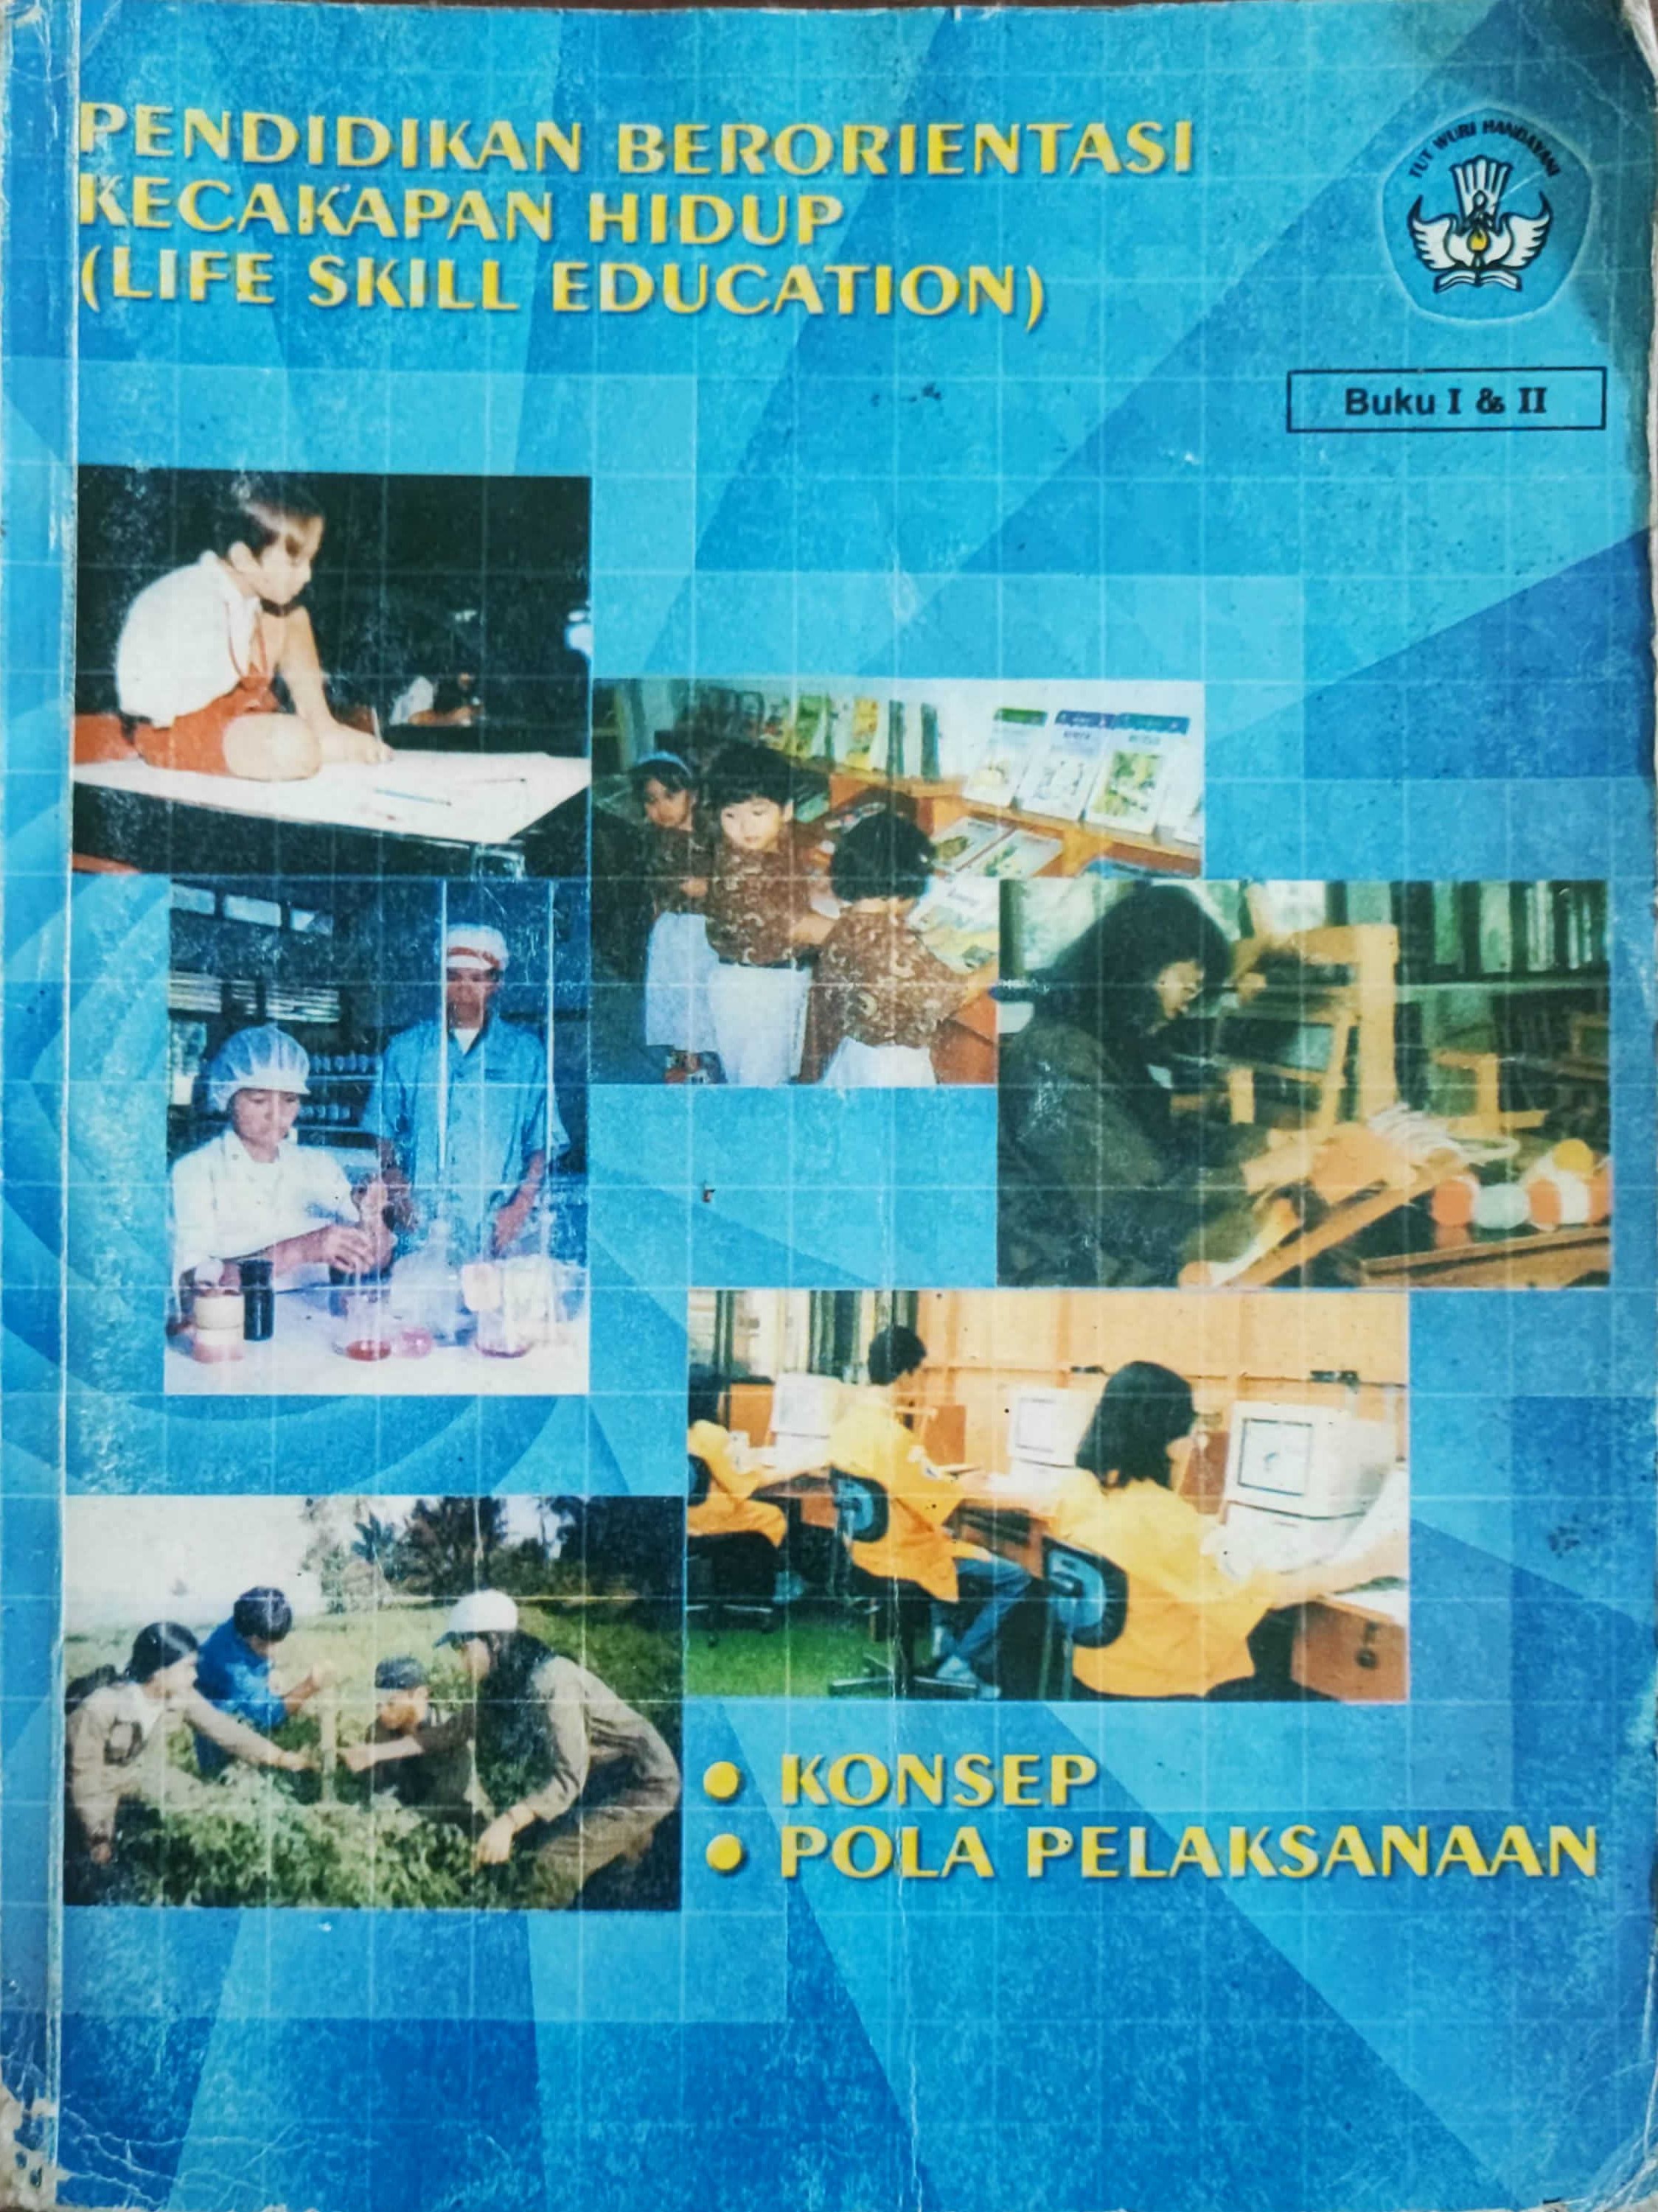 PENDIDIKAN BERORIENTASI
KECAKAPAN HIDUP
(LIFE SKILL EDUCATION)
TUT WURI HANDAYANI
Buku I & II
• KONSEP
• POLA PELAKSANAAN